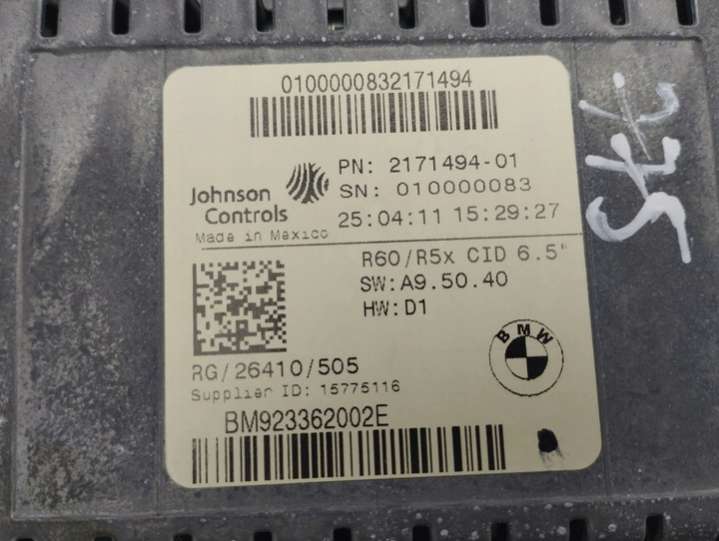 0100000832171494
Johnson
Controls
Made in Mexico
PN: 2171494-01
SN: 010000083
25:04:11 15:29:27
R60/R5x CID 6.5"
SW:A9.50.40
HW:D1
BMW
RG/26410/505
Supplier ID: 15775116
BM923362002E